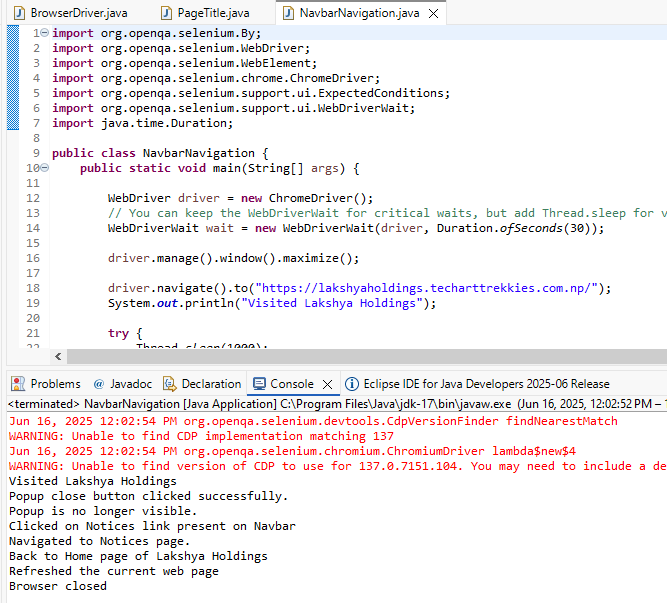 BrowserDriver.java PageTitle.java NavbarNavigation.java
1 import org.openqa.selenium.By;
2 import org.openqa.selenium.WebDriver;
3 import org.openqa.selenium.WebElement;
4 import org.openqa.selenium.chrome.ChromeDriver;
5 import org.openqa.selenium.support.ui.ExpectedConditions;
6 import org.openqa.selenium.support.ui.WebDriverWait;
7 import java.time.Duration;
8
9 public class NavbarNavigation {
10 public static void main(String[] args) {
11
12 WebDriver driver = new ChromeDriver();
13 // You can keep the WebDriverWait for critical waits, but add Thread.sleep for v
14 WebDriverWait wait = new WebDriverWait(driver, Duration.ofSeconds(30));
15
16 driver.manage().window().maximize();
17
18 driver.navigate().to("https://lakshyaholdings.techarttrekkies.com.np/");
19 System.out.println("Visited Lakshya Holdings");
20
21 try {
22 Thread.sleep(1000);
Problems @ Javadoc Declaration Console Eclipse IDE for Java Developers 2025-06 Release
<terminated> NavbarNavigation [Java Application] C:\Program Files\Java\jdk-17\bin\javaw.exe (Jun 16, 2025, 12:02:52 PM –
Jun 16, 2025 12:02:54 PM org.openqa.selenium.devtools.CdpVersionFinder findNearestMatch
WARNING: Unable to find CDP implementation matching 137
Jun 16, 2025 12:02:54 PM org.openqa.selenium.chromium.ChromiumDriver lambda$new$4
WARNING: Unable to find version of CDP to use for 137.0.7151.104. You may need to include a de
Visited Lakshya Holdings
Popup close button clicked successfully.
Popup is no longer visible.
Clicked on Notices link present on Navbar
Navigated to Notices page.
Back to Home page of Lakshya Holdings
Refreshed the current web page
Browser closed